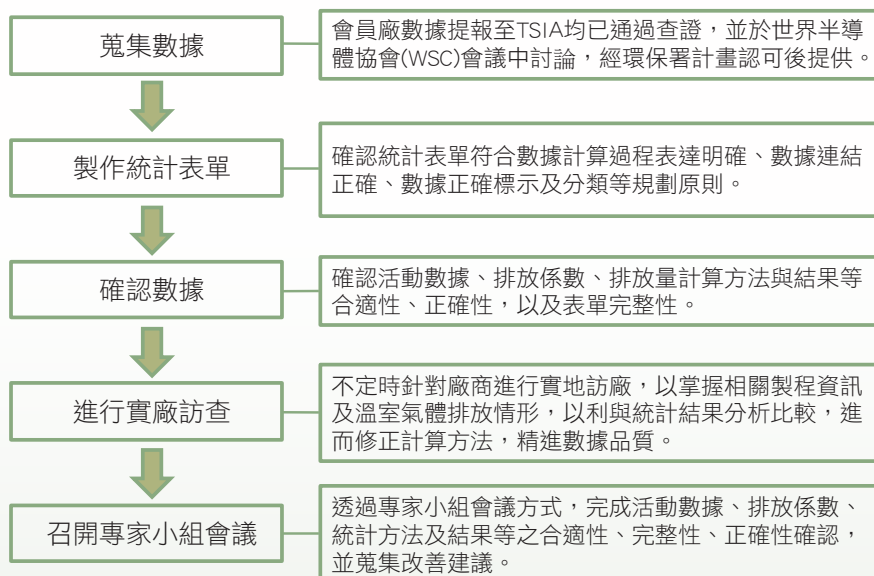 蒐集數據
會員廠數據提報至TSIA均已通過查證，並於世界半導
體協會(WSC)會議中討論，經環保署計畫認可後提供。
製作統計表單
確認統計表單符合數據計算過程表達明確、數據連結
正確、數據正確標示及分類等規劃原則。
確認數據
確認活動數據、排放係數、排放量計算方法與結果等
合適性、正確性，以及表單完整性。
進行實廠訪查
不定時針對廠商進行實地訪廠，以掌握相關製程資訊
及溫室氣體排放情形，以利與統計結果分析比較，進
而修正計算方法，精進數據品質。
召開專家小組會議
透過專家小組會議方式，完成活動數據、排放係數、
統計方法及結果等之合適性、完整性、正確性確認，
並蒐集改善建議。